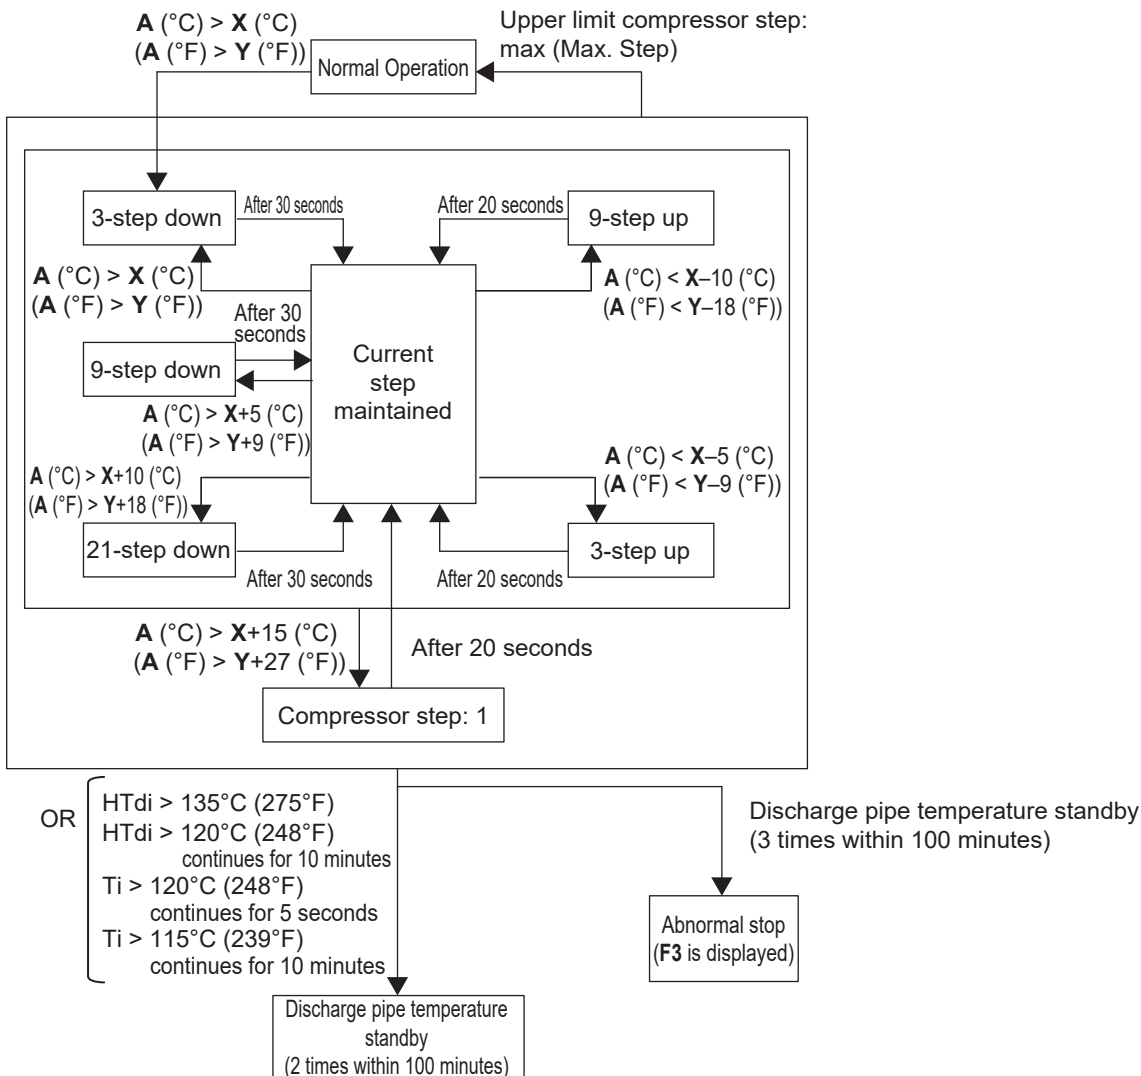 A (°C) > X (°C)
(A (°F) > Y (°F))
Upper limit compressor step:
max (Max. Step)
Normal Operation
3-step down
After 30 seconds
After 20 seconds
9-step up
A (°C) > X (°C)
(A (°F) > Y (°F))
A (°C) < X–10 (°C)
(A (°F) < Y–18 (°F))
After 30
seconds
9-step down
Current
step
maintained
A (°C) > X+5 (°C)
(A (°F) > Y+9 (°F))
A (°C) < X–5 (°C)
(A (°F) < Y–9 (°F))
A (°C) > X+10 (°C)
(A (°F) > Y+18 (°F))
21-step down
3-step up
After 30 seconds
After 20 seconds
A (°C) > X+15 (°C)
(A (°F) > Y+27 (°F))
After 20 seconds
Compressor step: 1
OR
HTdi > 135°C (275°F)
HTdi > 120°C (248°F)
continues for 10 minutes
Ti > 120°C (248°F)
continues for 5 seconds
Ti > 115°C (239°F)
continues for 10 minutes
Discharge pipe temperature standby
(3 times within 100 minutes)
Abnormal stop
(F3 is displayed)
Discharge pipe temperature
standby
(2 times within 100 minutes)